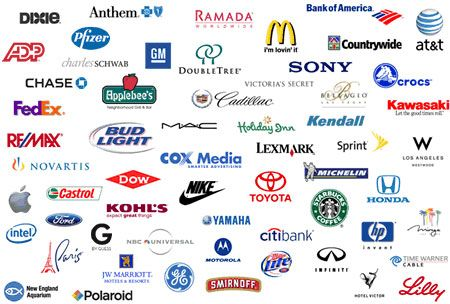 DIXIE
Anthem
RAMADA
WORLDWIDE
Bank of America
i'm lovin' it
at&t
ADP
Pfizer
charles SCHWAB
GM
DOUBLETREE
Countrywide
SONY
crocs
CHASE
Applebee's
Neighborhood Grill & Bar
Cadillac
VICTORIA'S SECRET
BELLAGIO
LAS VEGAS
Kawasaki
Let the good times roll.
FedEx
RE/MAX
BUD
LIGHT
MAC
Holiday Inn
Kendall
LEXMARK
Sprint
W
LOS ANGELES
WESTWOOD
NOVARTIS
COX Media
SMARTER ADVERTISING
MICHELIN
DOW
Castrol
NIKE
TOYOTA
STARBUCKS
COFFEE
HONDA
KOHL'S
expect great things
Ford
YAMAHA
intel
Paris
G
BY GUESS
NBC UNIVERSAL
MOTOROLA
citibank
hp
invent
mirage
New England
Aquarium
Polaroid
JW MARRIOTT
HOTELS & RESORTS
GE
SMIRNOFF
Miller
Lite
INFINITI
HOTEL VICTOR
TIME WARNER
CABLE
Lilly